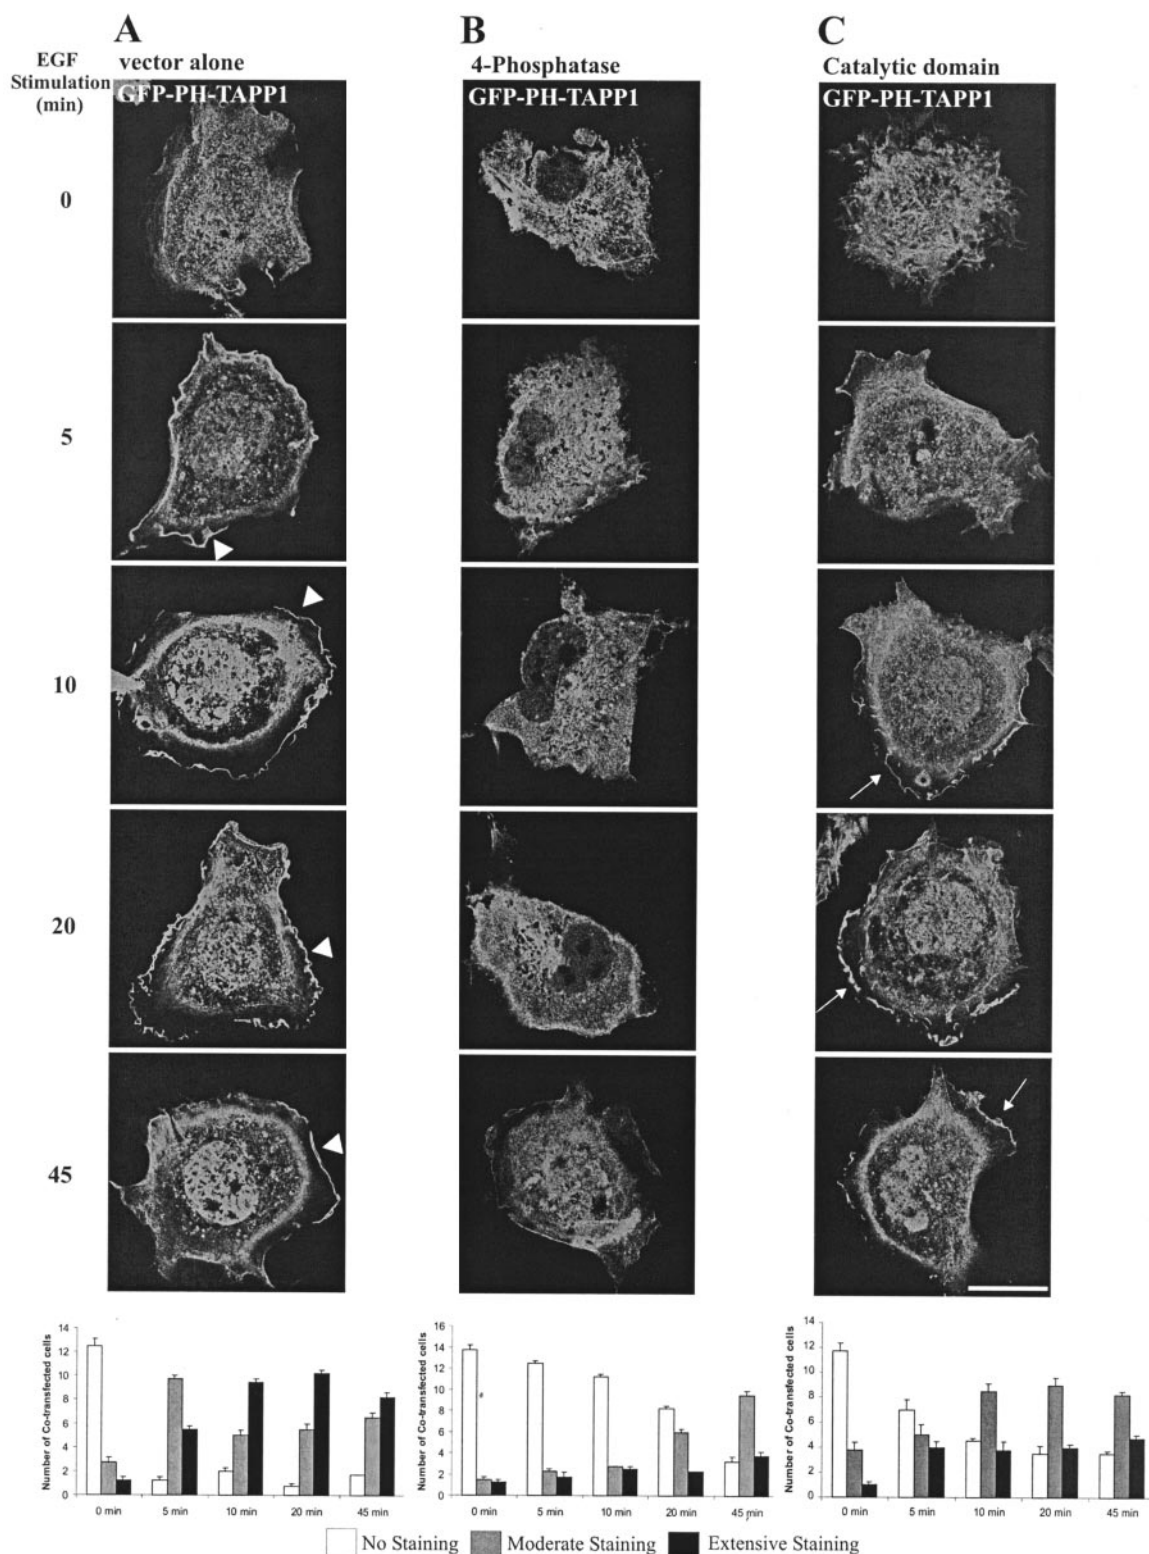 A
B
C
EGF
Stimulation
(min)
vector alone
4-Phosphatase
Catalytic domain
GFP-PH-TAPP1
GFP-PH-TAPP1
GFP-PH-TAPP1
0
5
10
20
45
Number of Co-transfected cells
14
12
10
8
6
4
2
0
0 min
5 min
10 min
20 min
45 min
Number of Co-transfected cells
16
14
12
10
8
6
4
2
0
0 min
5 min
10 min
20 min
45 min
Number of Co-transfected cells
14
12
10
8
6
4
2
0
0 min
5 min
10 min
20 min
45 min
No Staining
Moderate Staining
Extensive Staining